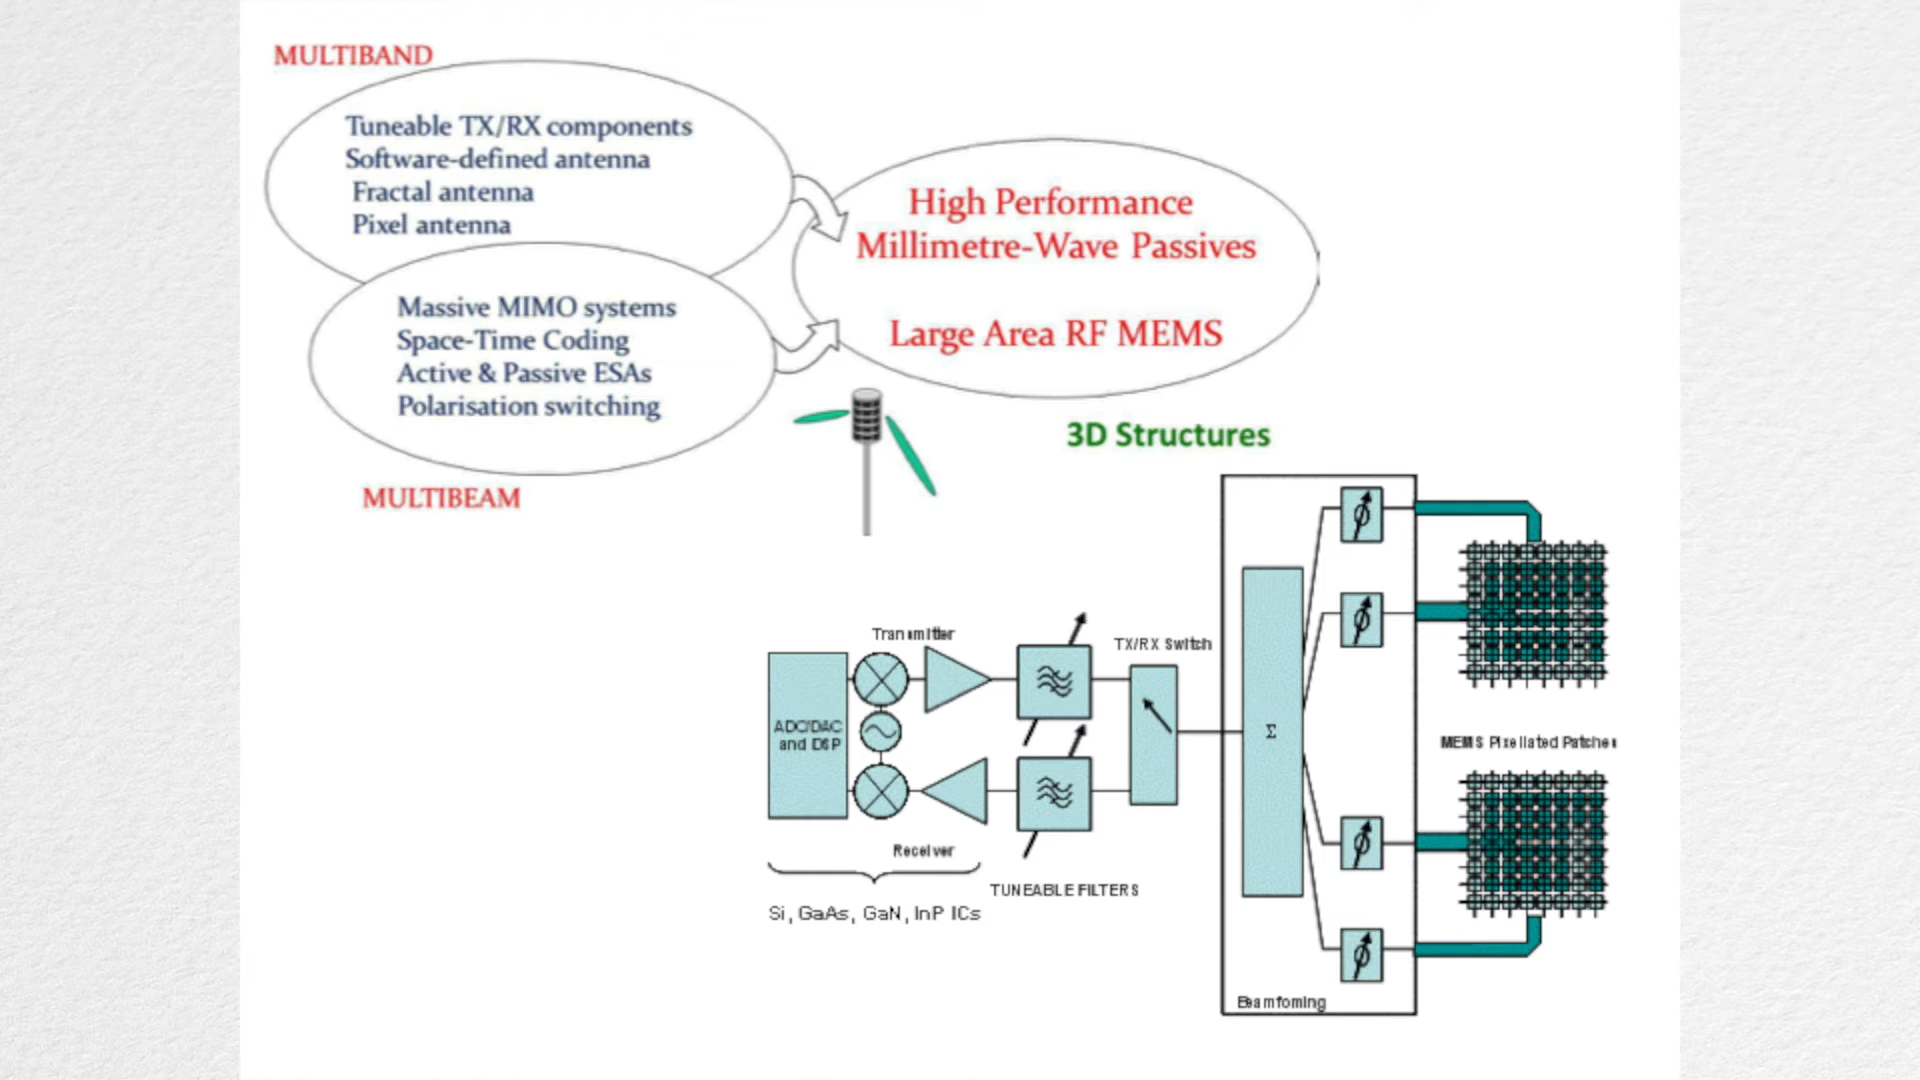 MULTIBAND
Tuneable TX/RX components
Software-defined antenna
Fractal antenna
Pixel antenna
Massive MIMO systems
Space-Time Coding
Active & Passive ESAs
Polarisation switching
MULTIBEAM
High Performance
Millimetre-Wave Passives
Large Area RF MEMS
3D Structures
Transmitter
TX/RX Switch
ADC/DAC
and DSP
Σ
ϕ
ϕ
ϕ
ϕ
MEMS Pixellated Patches
Receiver
TUNEABLE FILTERS
Si, GaAs, GaN, InP ICs
Beamfoming